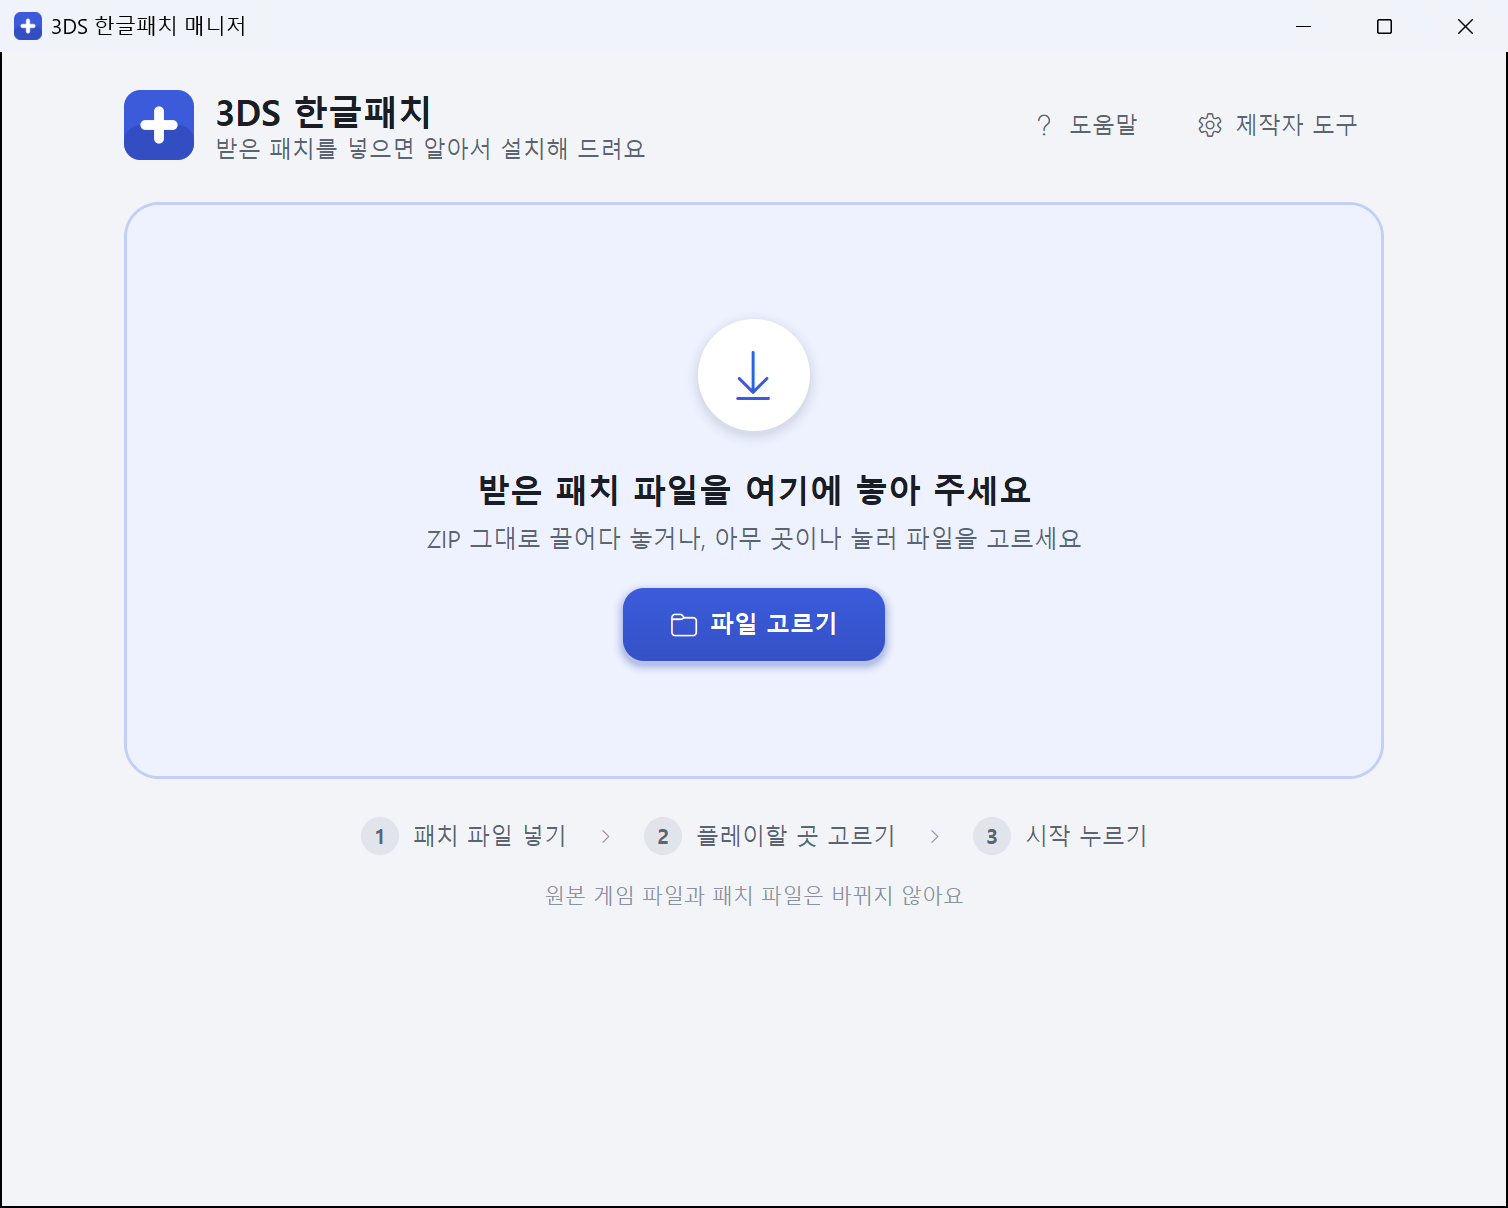 3DS 한글패치 매니저
3DS 한글패치
받은 패치를 넣으면 알아서 설치해 드려요
? 도움말
제작자 도구
받은 패치 파일을 여기에 놓아 주세요
ZIP 그대로 끌어다 놓거나, 아무 곳이나 눌러 파일을 고르세요
파일 고르기
1 패치 파일 넣기 > 2 플레이할 곳 고르기 > 3 시작 누르기
원본 게임 파일과 패치 파일은 바뀌지 않아요